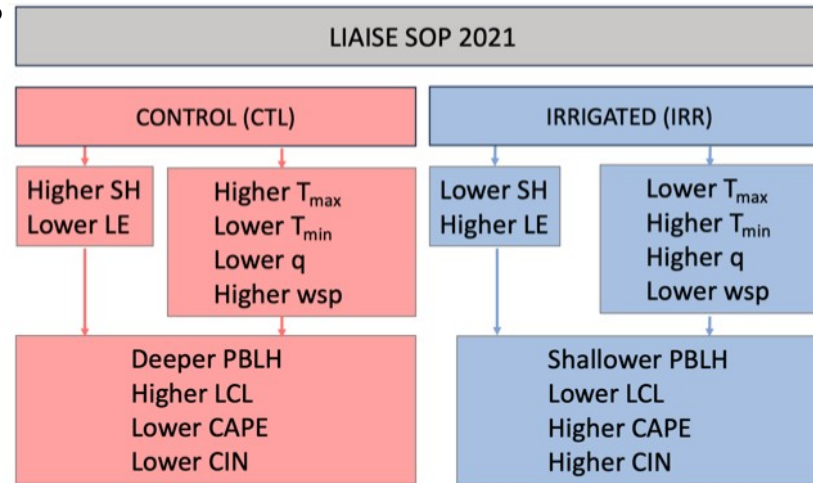 LIAISE SOP 2021
CONTROL (CTL)
Higher SH
Lower LE
Higher Tmax
Lower Tmin
Lower q
Higher wsp
Deeper PBLH
Higher LCL
Lower CAPE
Lower CIN
IRRIGATED (IRR)
Lower SH
Higher LE
Lower Tmax
Higher Tmin
Higher q
Lower wsp
Shallower PBLH
Lower LCL
Higher CAPE
Higher CIN